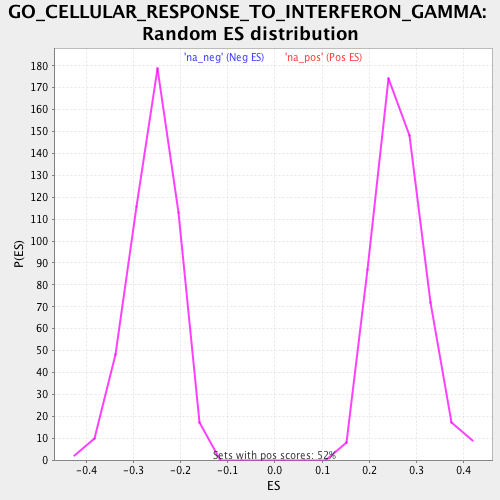 GO_CELLULAR_RESPONSE_TO_INTERFERON_GAMMA:
Random ES distribution
'na_neg' (Neg ES) 'na_pos' (Pos ES)
180
170
160
150
140
130
120
110
100
90
80
70
60
50
40
30
20
10
0
P(ES)
Sets with pos scores: 52%
-0.4 -0.3 -0.2 -0.1 0.0 0.1 0.2 0.3 0.4
ES